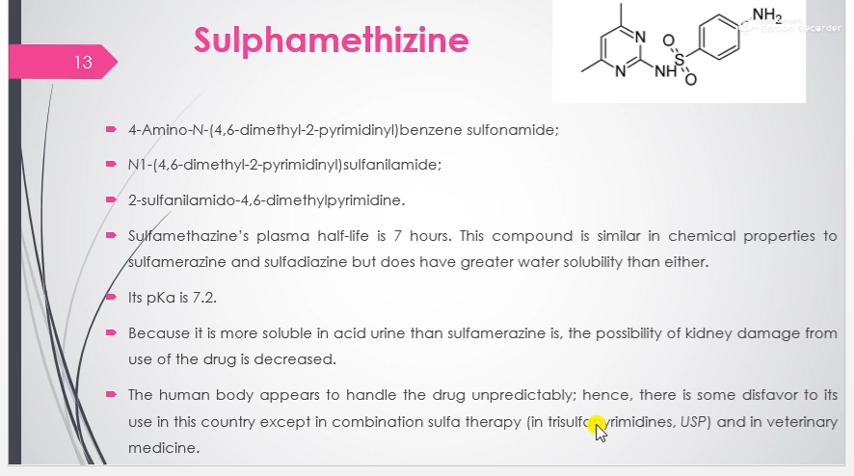 Sulphamethizine
13
NH2
N
N
NH
S
O
O
4-Amino-N-(4,6-dimethyl-2-pyrimidinyl)benzene sulfonamide;
N1-(4,6-dimethyl-2-pyrimidinyl)sulfanilamide;
2-sulfanilamido-4,6-dimethylpyrimidine.
Sulfamethazine's plasma half-life is 7 hours. This compound is similar in chemical properties to
sulfamerazine and sulfadiazine but does have greater water solubility than either.
Its pKa is 7.2.
Because it is more soluble in acid urine than sulfamerazine is, the possibility of kidney damage from
use of the drug is decreased.
The human body appears to handle the drug unpredictably; hence, there is some disfavor to its
use in this country except in combination sulfa therapy (in trisulfapyrimidines, USP) and in veterinary
medicine.